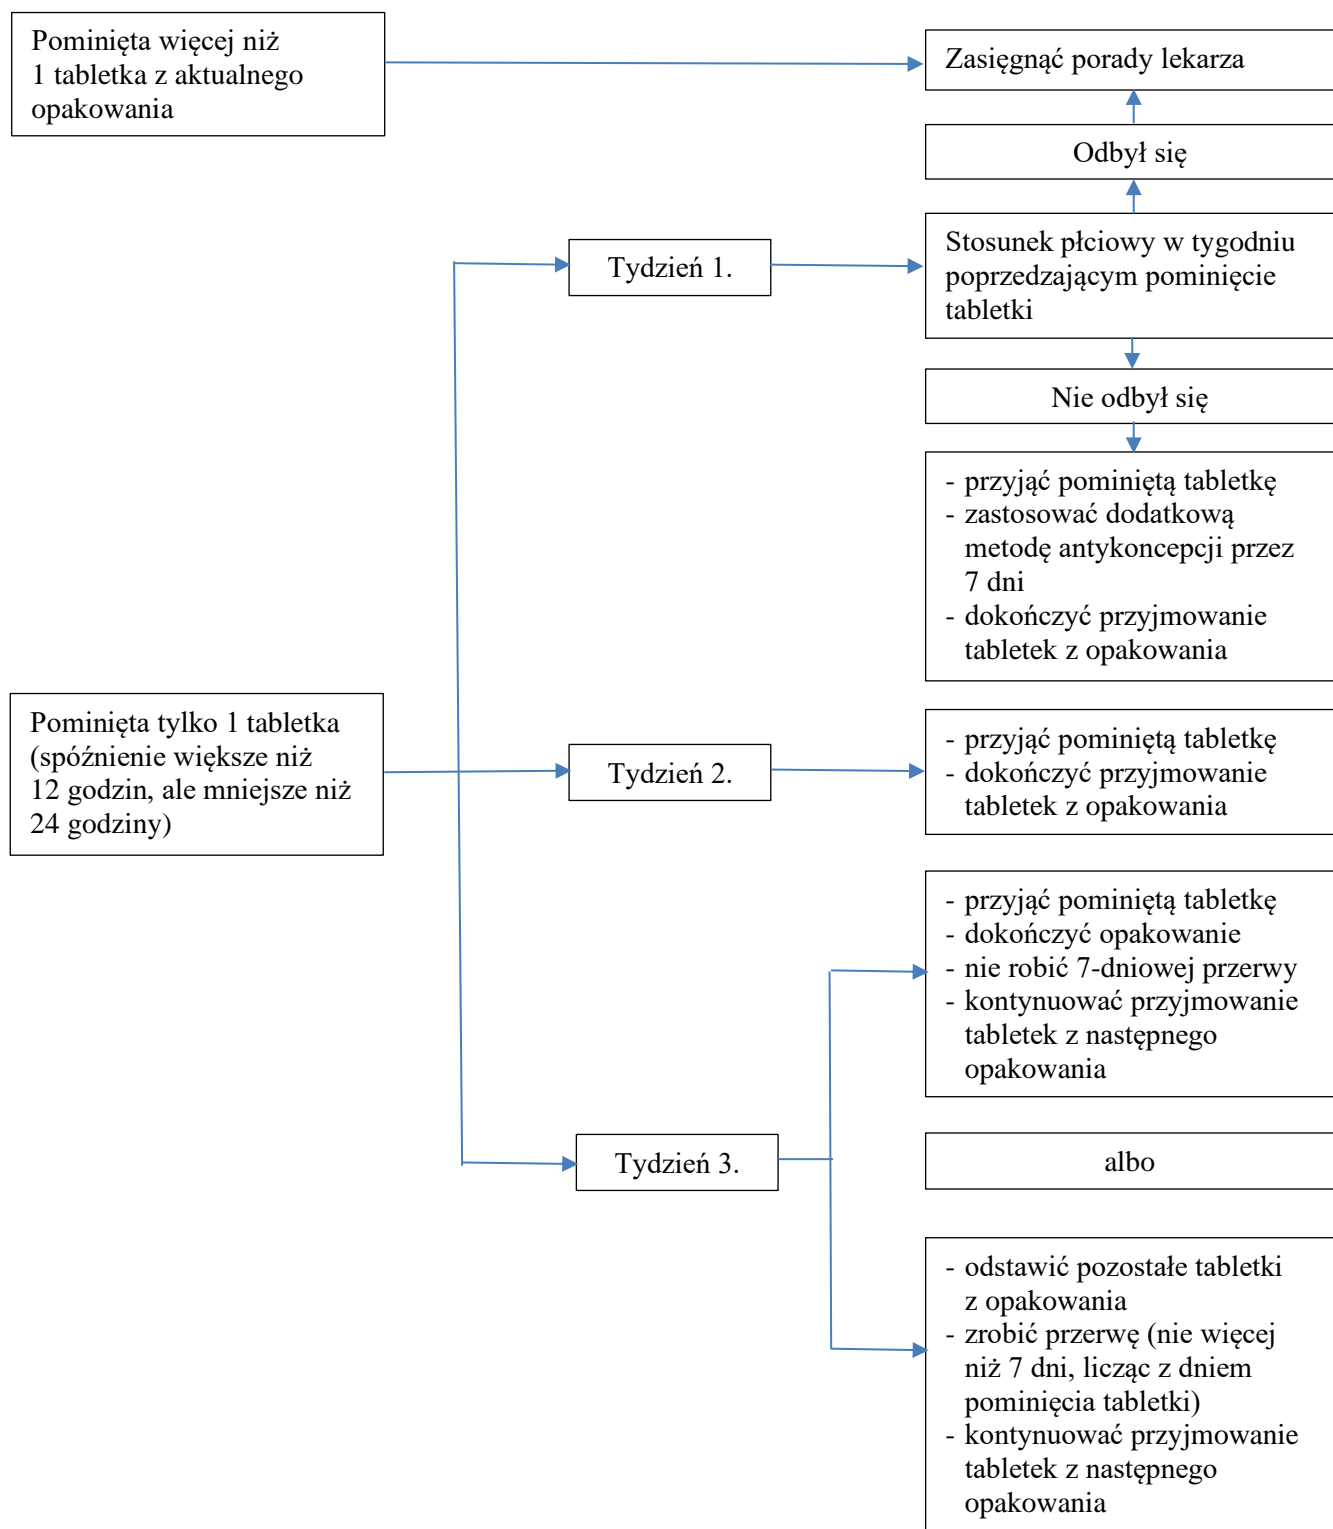 Pominięta więcej niż
1 tabletka z aktualnego
opakowania
Zasięgnąć porady lekarza
Odbył się
Stosunek płciowy w tygodniu
poprzedzającym pominięcie
tabletki
Tydzień 1.
Nie odbył się
- przyjąć pominiętą tabletkę
- zastosować dodatkową
metodę antykoncepcji przez
7 dni
- dokończyć przyjmowanie
tabletek z opakowania
Pominięta tylko 1 tabletka
(spóźnienie większe niż
12 godzin, ale mniejsze niż
24 godziny)
Tydzień 2.
- przyjąć pominiętą tabletkę
- dokończyć przyjmowanie
tabletek z opakowania
- przyjąć pominiętą tabletkę
- dokończyć opakowanie
- nie robić 7-dniowej przerwy
- kontynuować przyjmowanie
tabletek z następnego
opakowania
Tydzień 3.
albo
- odstawić pozostałe tabletki
z opakowania
- zrobić przerwę (nie więcej
niż 7 dni, licząc z dniem
pominięcia tabletki)
- kontynuować przyjmowanie
tabletek z następnego
opakowania